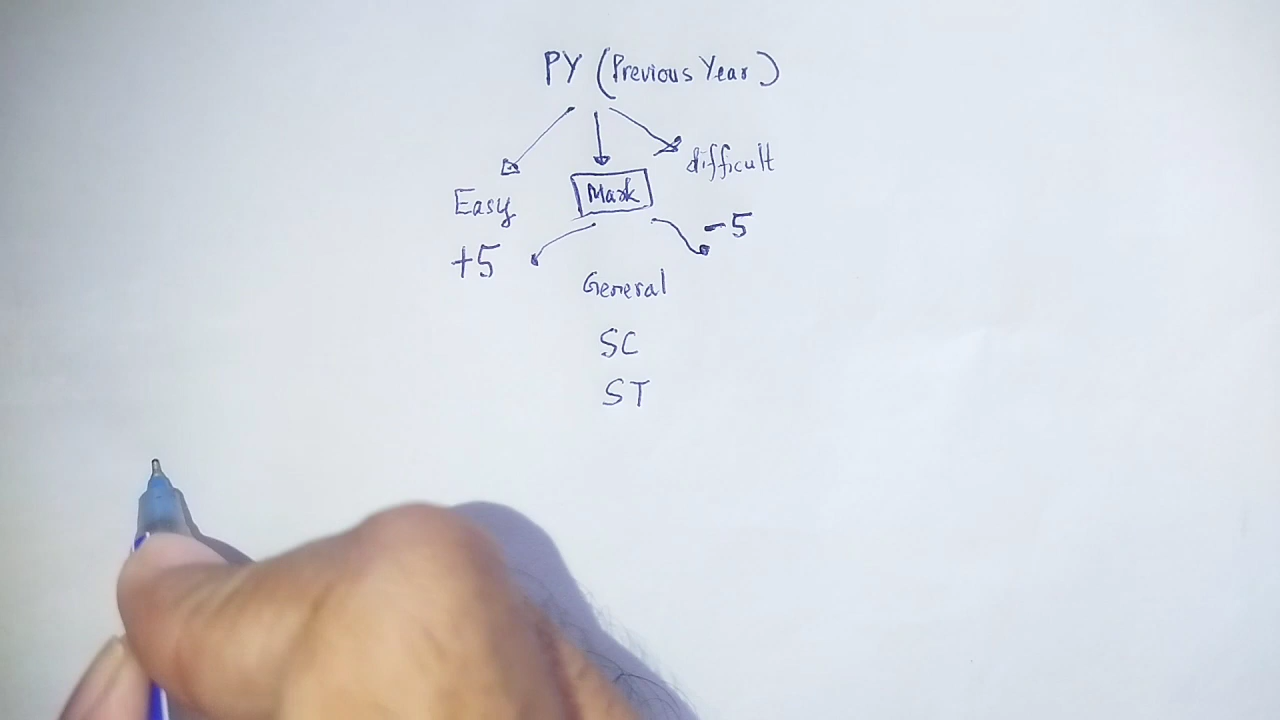 PY (Previous Year)
Easy
Mark
difficult
+5
-5
General
SC
ST